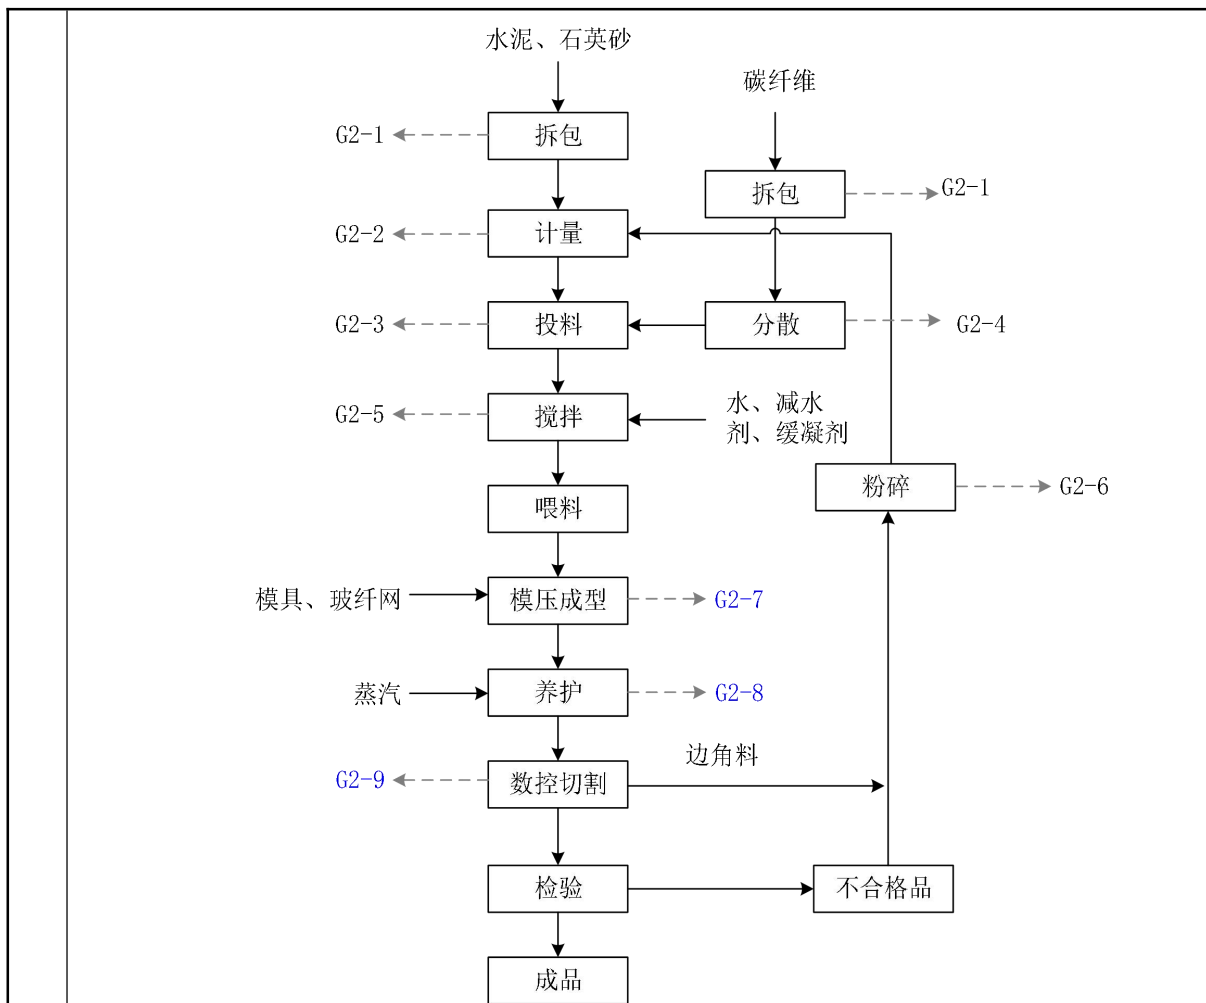 水泥、石英砂
碳纤维
G2-1
拆包
拆包
G2-1
G2-2
计量
G2-3
投料
分散
G2-4
G2-5
搅拌
水、减水
剂、缓凝剂
粉碎
G2-6
喂料
模具、玻纤网
模压成型
G2-7
蒸汽
养护
G2-8
边角料
G2-9
数控切割
检验
不合格品
成品